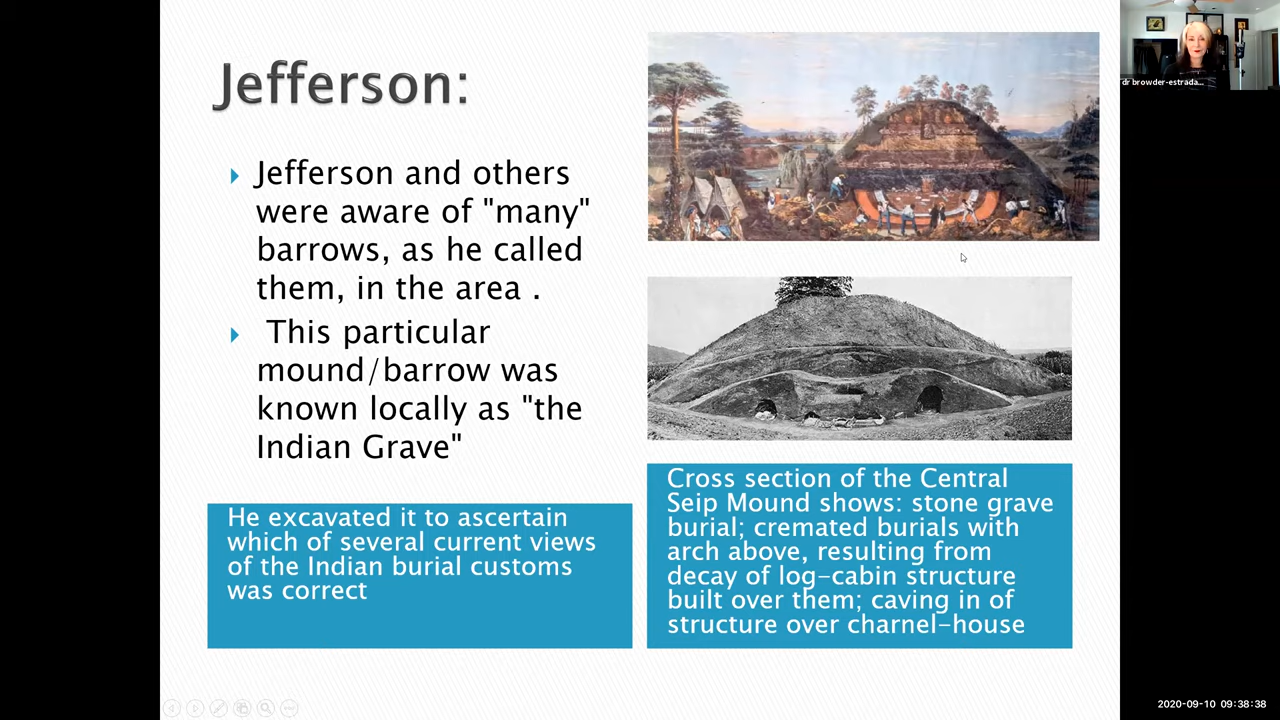 Jefferson:
Jefferson and others
were aware of "many"
barrows, as he called
them, in the area .
This particular
mound/barrow was
known locally as "the
Indian Grave"
He excavated it to ascertain
which of several current views
of the Indian burial customs
was correct
Cross section of the Central
Seip Mound shows: stone grave
burial; cremated burials with
arch above, resulting from
decay of log-cabin structure
built over them; caving in of
structure over charnel-house
dr browder-estrada...
2020-09-10 09:38:38